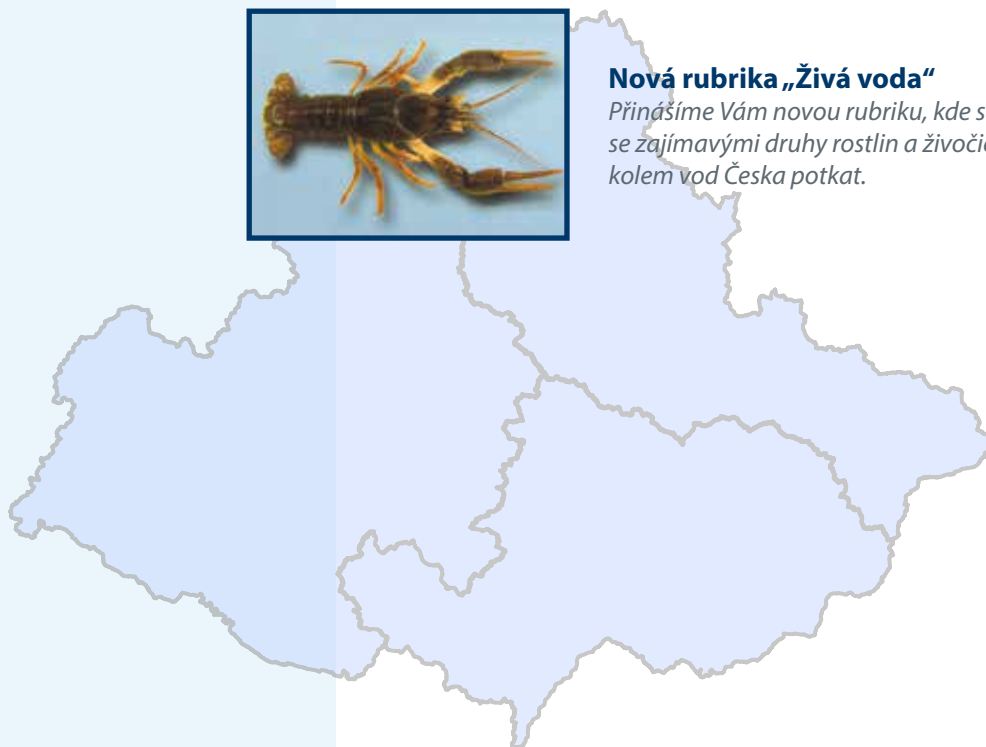 Nová rubrika „Živá voda“
Přinášíme Vám novou rubriku, kde s
se zajímavými druhy rostlin a živoči
kolem vod Česka potkat.